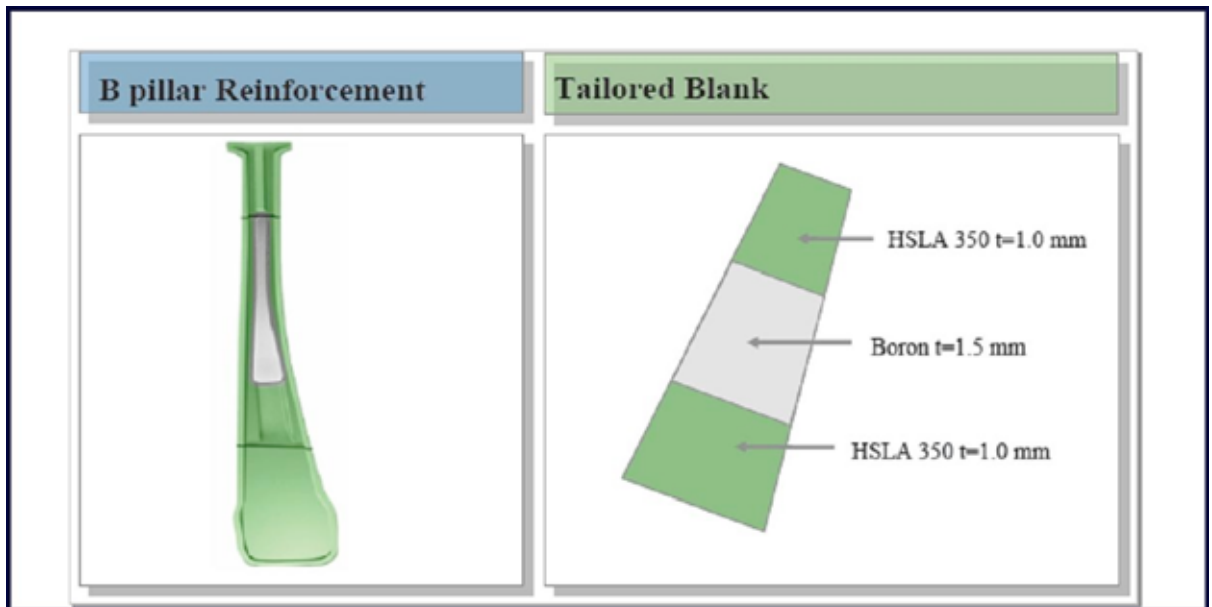 B pillar Reinforcement
Tailored Blank
HSLA 350 t=1.0 mm
Boron t=1.5 mm
HSLA 350 t=1.0 mm